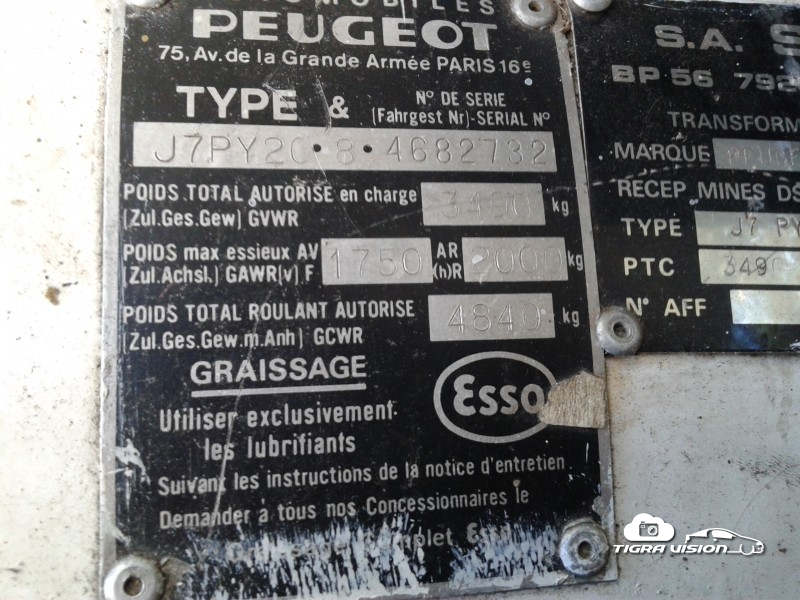 PEUGEOT
75, Av. de la Grande Armée PARIS 16e
TYPE & N° DE SERIE
(Fahrgest Nr)-SERIAL N°
J7PY20·8·4682732
POIDS TOTAL AUTORISE en charge
(Zul.Ges.Gew) GVWR 3490 kg
POIDS max essieux AV 1750 AR 2000 kg
(Zul.Achsl.) GAWR(v) F (h)R
POIDS TOTAL ROULANT AUTORISE
(Zul.Ges.Gew.m.Anh) GCWR 4840 kg
GRAISSAGE
Esso
Utiliser exclusivement
les lubrifiants
Suivant les instructions de la notice d'entretien
Demander à tous nos Concessionnaires le
Esso
S.A. S
BP 56 792
TRANSFORM
MARQUE
RECEP MINES DS
TYPE J7 PY
PTC 3490
N° AFF
TIGRA VISION